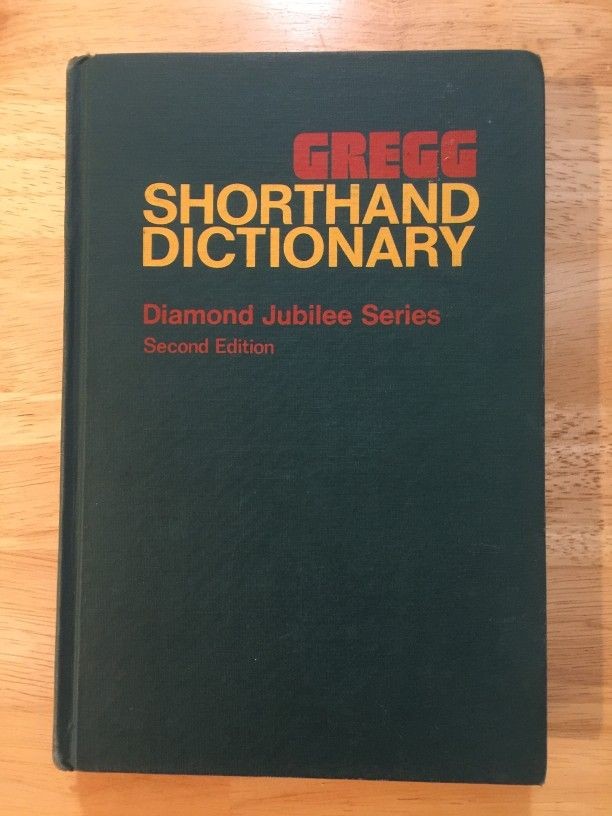 GREGG
SHORTHAND
DICTIONARY
Diamond Jubilee Series
Second Edition